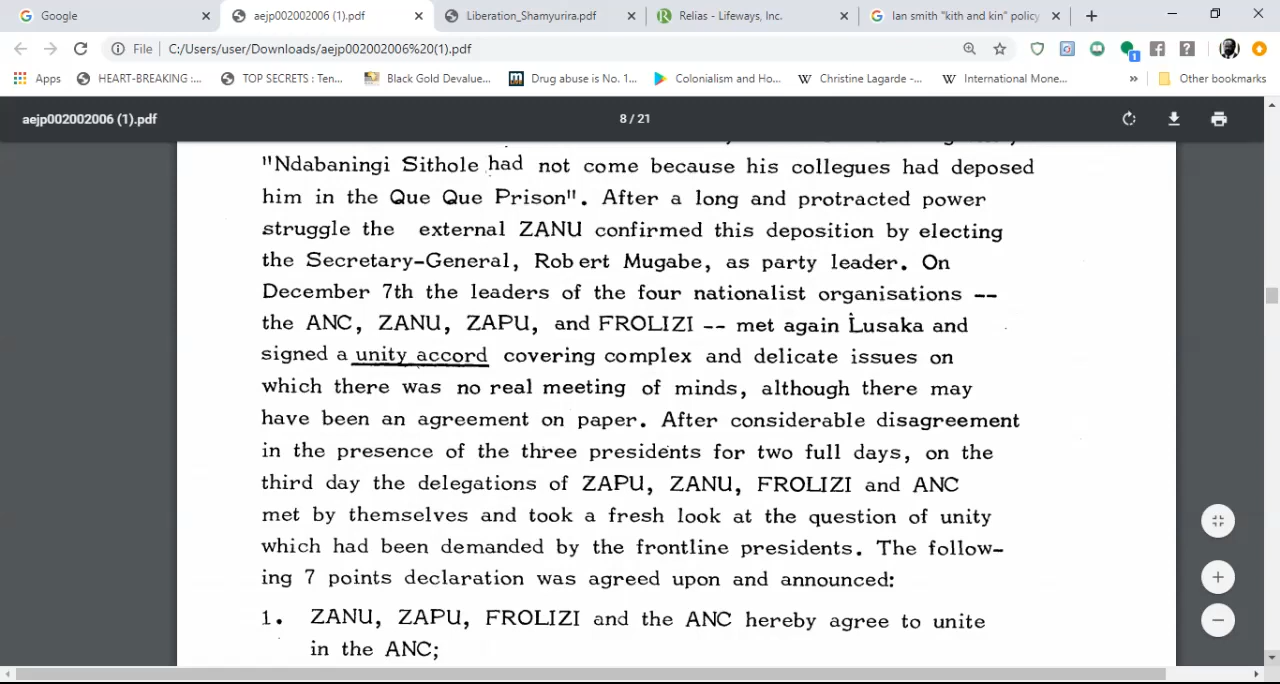 Google
aejp002002006 (1).pdf
Liberation_Shamyurira.pdf
Relias - Lifeways, Inc.
Ian smith "kith and kin" policy
File
C:/Users/user/Downloads/aejp002002006%20(1).pdf
1
Apps
HEART-BREAKING :...
TOP SECRETS : Ten...
Black Gold Devalue...
Drug abuse is No. 1...
Colonialism and Ho...
Christine Lagarde -...
International Mone...
»
Other bookmarks
aejp002002006 (1).pdf
8 / 21
"Ndabaningi Sithole had not come because his collegues had deposed
him in the Que Que Prison". After a long and protracted power
struggle the external ZANU confirmed this deposition by electing
the Secretary-General, Robert Mugabe, as party leader. On
December 7th the leaders of the four nationalist organisations --
the ANC, ZANU, ZAPU, and FROLIZI -- met again Lusaka and
signed a unity accord covering complex and delicate issues on
which there was no real meeting of minds, although there may
have been an agreement on paper. After considerable disagreement
in the presence of the three presidents for two full days, on the
third day the delegations of ZAPU, ZANU, FROLIZI and ANC
met by themselves and took a fresh look at the question of unity
which had been demanded by the frontline presidents. The follow-
ing 7 points declaration was agreed upon and announced:
1. ZANU, ZAPU, FROLIZI and the ANC hereby agree to unite
in the ANC;